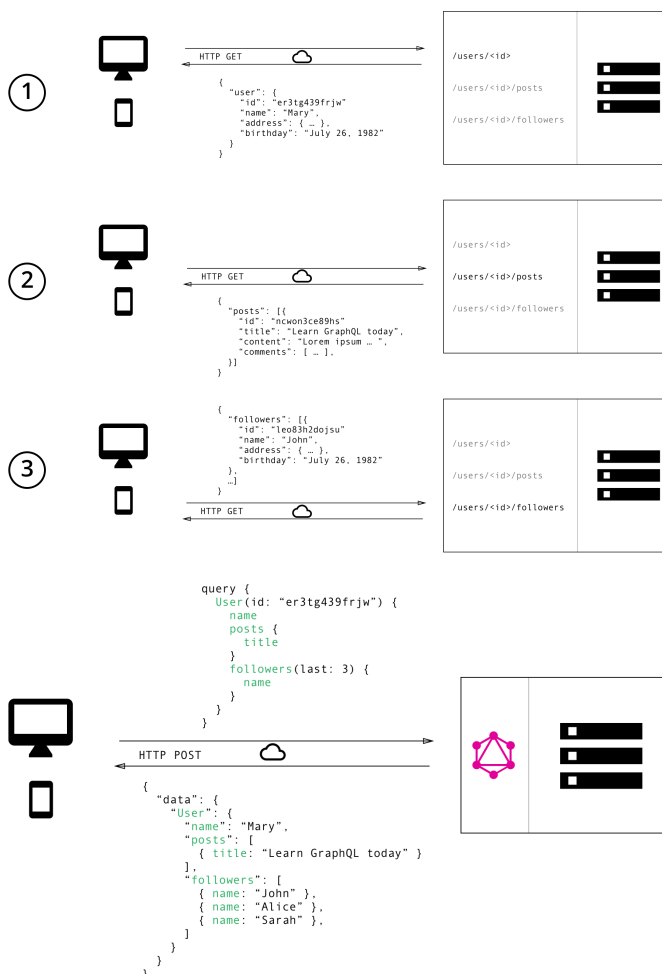 1
HTTP GET
{
  "user": {
    "id": "er3tg439frjw"
    "name": "Mary",
    "address": { … },
    "birthday": "July 26, 1982"
  }
}
/users/<id>
/users/<id>/posts
/users/<id>/followers
2
HTTP GET
{
  "posts": [{
    "id": "ncwon3ce89hs"
    "title": "Learn GraphQL today",
    "content": "Lorem ipsum … ",
    "comments": [ … ],
  }]
}
/users/<id>
/users/<id>/posts
/users/<id>/followers
3
{
  "followers": [{
    "id": "leo83h2dojsu"
    "name": "John",
    "address": { … },
    "birthday": "July 26, 1982"
  },
  …]
}
HTTP GET
/users/<id>
/users/<id>/posts
/users/<id>/followers
query {
  User(id: “er3tg439frjw”) {
    name
    posts {
      title
    }
    followers(last: 3) {
      name
    }
  }
}
HTTP POST
{
  “data”: {
    “User”: {
      “name”: “Mary”,
      “posts”: [
        { title: “Learn GraphQL today” }
      ],
      “followers”: [
        { name: “John” },
        { name: “Alice” },
        { name: “Sarah” },
      ]
    }
  }
}